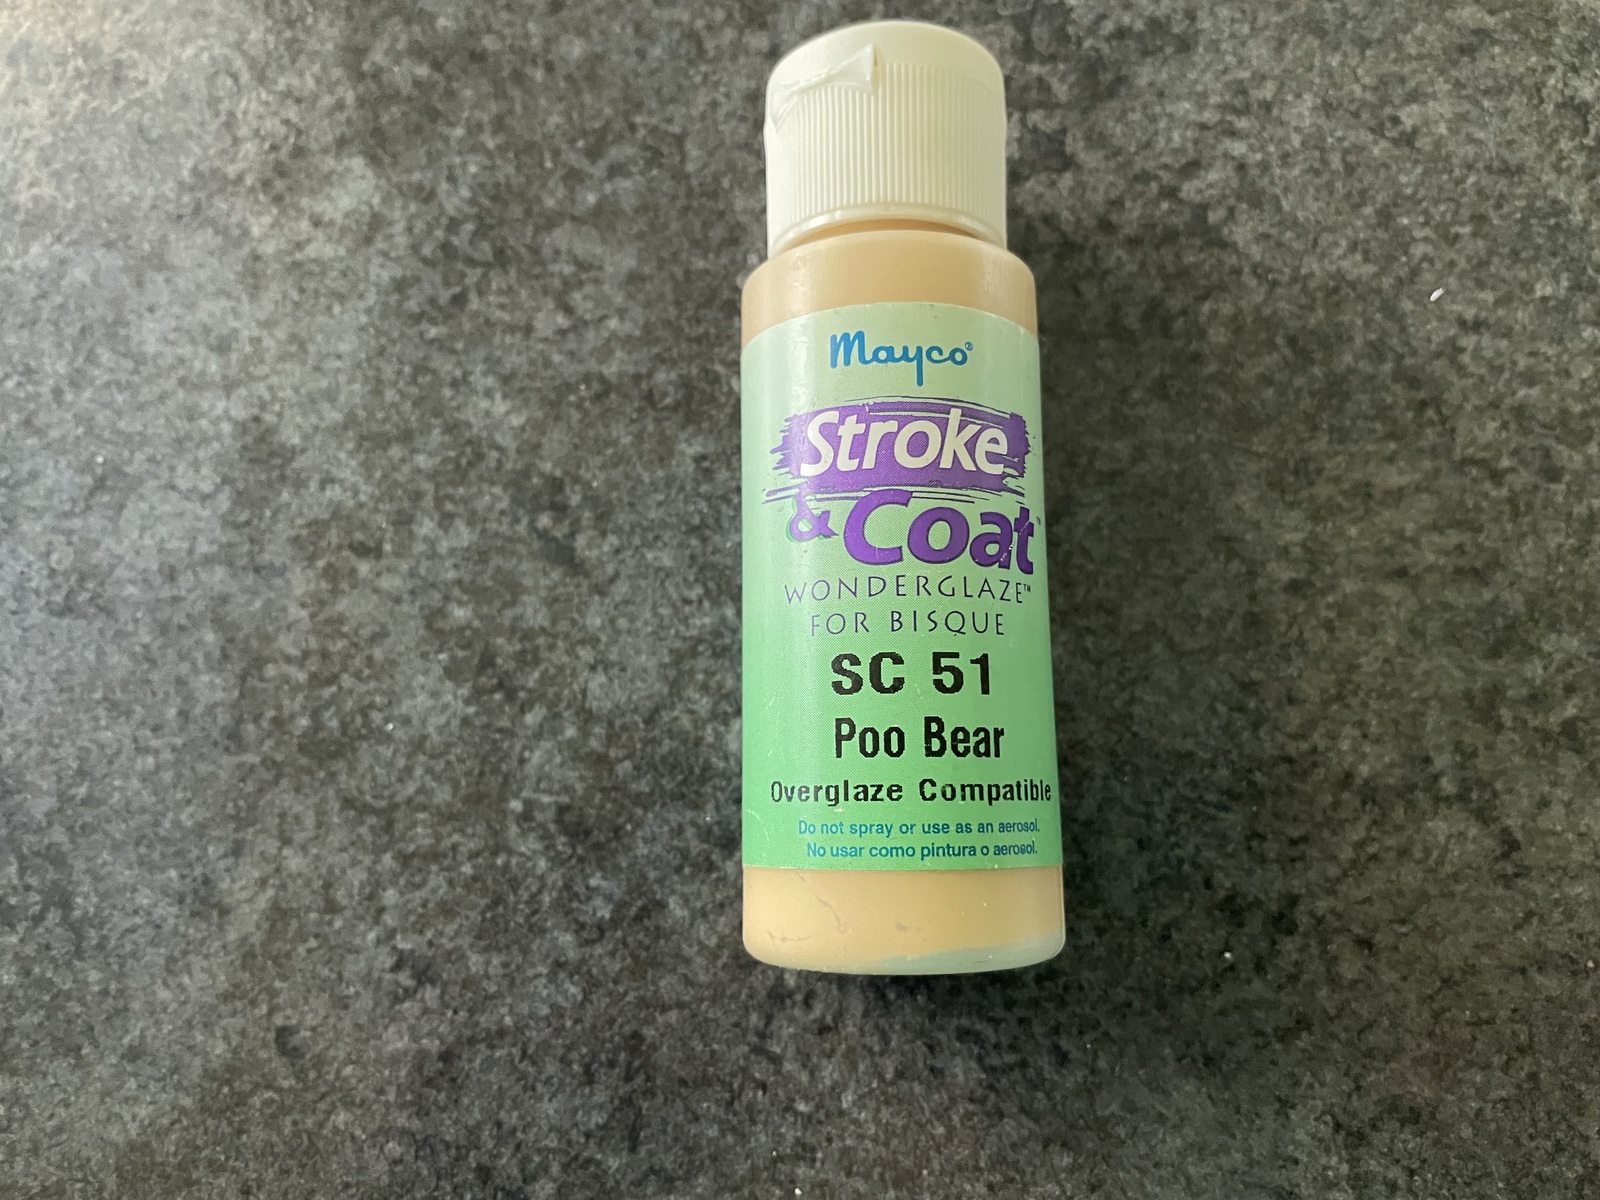 Mayco®
Stroke
& Coat™
WONDERGLAZE™
FOR BISQUE
SC 51
Poo Bear
Overglaze Compatible
Do not spray or use as an aerosol.
No usar como pintura o aerosol.